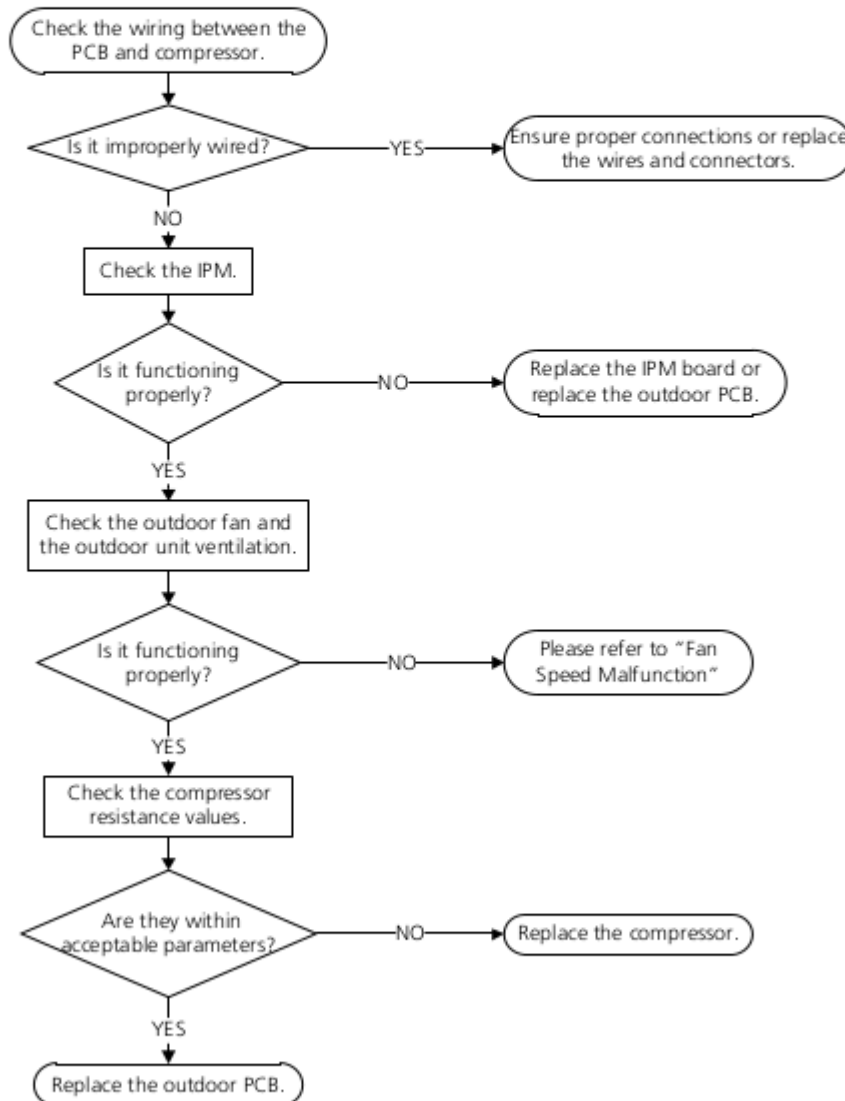 Check the wiring between the
PCB and compressor.
Is it improperly wired?
YES
Ensure proper connections or replace
the wires and connectors.
NO
Check the IPM.
Is it functioning
properly?
NO
Replace the IPM board or
replace the outdoor PCB.
YES
Check the outdoor fan and
the outdoor unit ventilation.
Is it functioning
properly?
NO
Please refer to “Fan
Speed Malfunction”
YES
Check the compressor
resistance values.
Are they within
acceptable parameters?
NO
Replace the compressor.
YES
Replace the outdoor PCB.